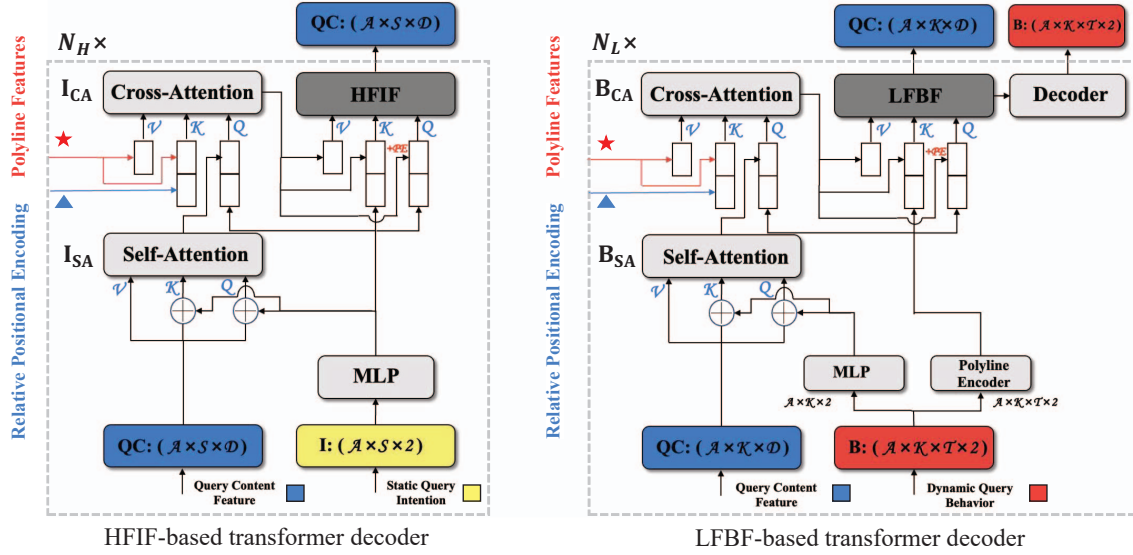 QC: (A×S×D)
N_H×
Polyline Features
Relative Positional Encoding
I_CA
Cross-Attention
HFIF
V
K
Q
V
K
Q
+PE
I_SA
Self-Attention
V
K
Q
MLP
QC: (A×S×D)
I: (A×S×2)
Query Content
Feature
Static Query
Intention
HFIF-based transformer decoder
QC: (A×K×D)
B: (A×K×T×2)
N_L×
Polyline Features
Relative Positional Encoding
B_CA
Cross-Attention
LFBF
Decoder
V
K
Q
V
K
Q
+PE
B_SA
Self-Attention
V
K
Q
MLP
Polyline
Encoder
A×K×2
A×K×T×2
QC: (A×K×D)
B: (A×K×T×2)
Query Content
Feature
Dynamic Query
Behavior
LFBF-based transformer decoder